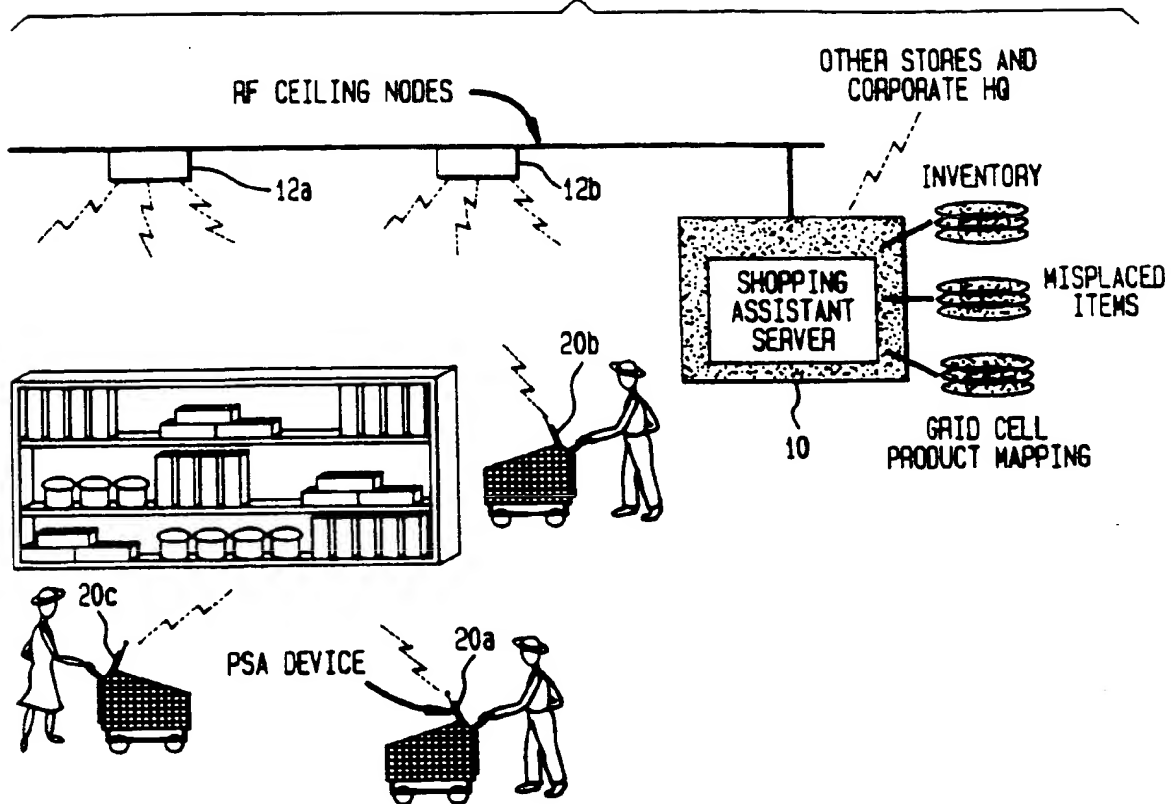 OTHER STORES AND
CORPORATE HQ
RF CEILING NODES
12a
12b
INVENTORY
SHOPPING
ASSISTANT
SERVER
MISPLACED
ITEMS
20b
10
GRID CELL
PRODUCT MAPPING
20c
20a
PSA DEVICE